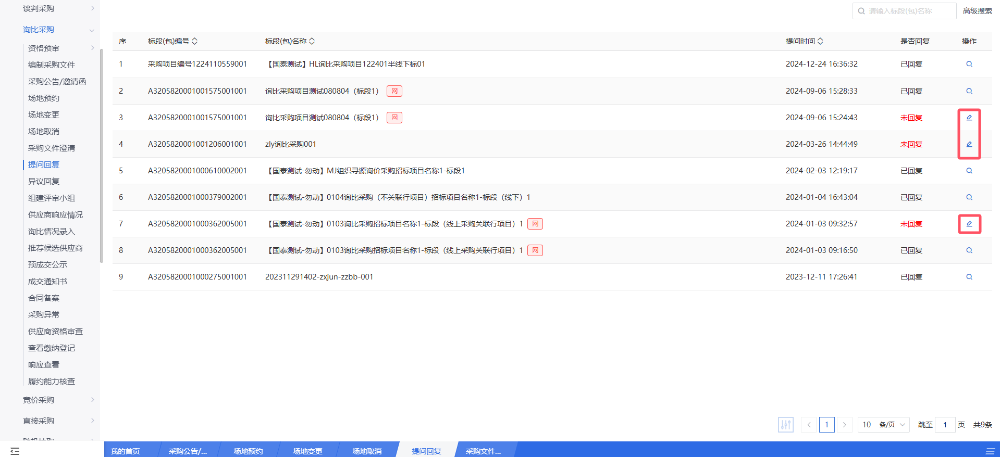 谈判采购
询比采购
资格预审
编制采购文件
采购公告/邀请函
场地预约
场地变更
场地取消
采购文件澄清
提问回复
异议回复
组建评审小组
供应商响应情况
询比情况录入
推荐候选供应商
预成交公示
成交通知书
合同备案
采购异常
供应商资格审查
查看缴纳登记
响应查看
履约能力核查
竞价采购
直接采购
请输入标段(包)名称 高级搜索
序 标段(包)编号 标段(包)名称 提问时间 是否回复 操作
1 采购项目编号1224110559001 【国泰测试】HL询比采购项目122401半线下标01 2024-12-24 16:36:32 已回复
2 A3205820001001575001001 询比采购项目测试080804（标段1） 网 2024-09-06 15:28:33 已回复
3 A3205820001001575001001 询比采购项目测试080804（标段1） 网 2024-09-06 15:24:43 未回复
4 A3205820001001206001001 zly询比采购001 2024-03-26 14:44:49 未回复
5 A3205820001000610002001 【国泰测试-勿动】MJ组织寻源询价采购招标项目名称1-标段1 2024-02-03 12:19:17 已回复
6 A3205820001000379002001 【国泰测试-勿动】0104询比采购（不关联行项目）招标项目名称1-标段（线下）1 2024-01-04 16:43:04 已回复
7 A3205820001000362005001 【国泰测试-勿动】0103询比采购招标项目名称1-标段（线上采购关联行项目）1 网 2024-01-03 09:32:57 未回复
8 A3205820001000362005001 【国泰测试-勿动】0103询比采购招标项目名称1-标段（线上采购关联行项目）1 网 2024-01-03 09:16:50 已回复
9 A3205820001000275001001 202311291402-zxjun-zzbb-001 2023-12-11 17:26:41 已回复
1 10 条/页 跳至 1 页 共9条
我的首页 采购公告/... 场地预约 场地变更 场地取消 提问回复 采购文件...